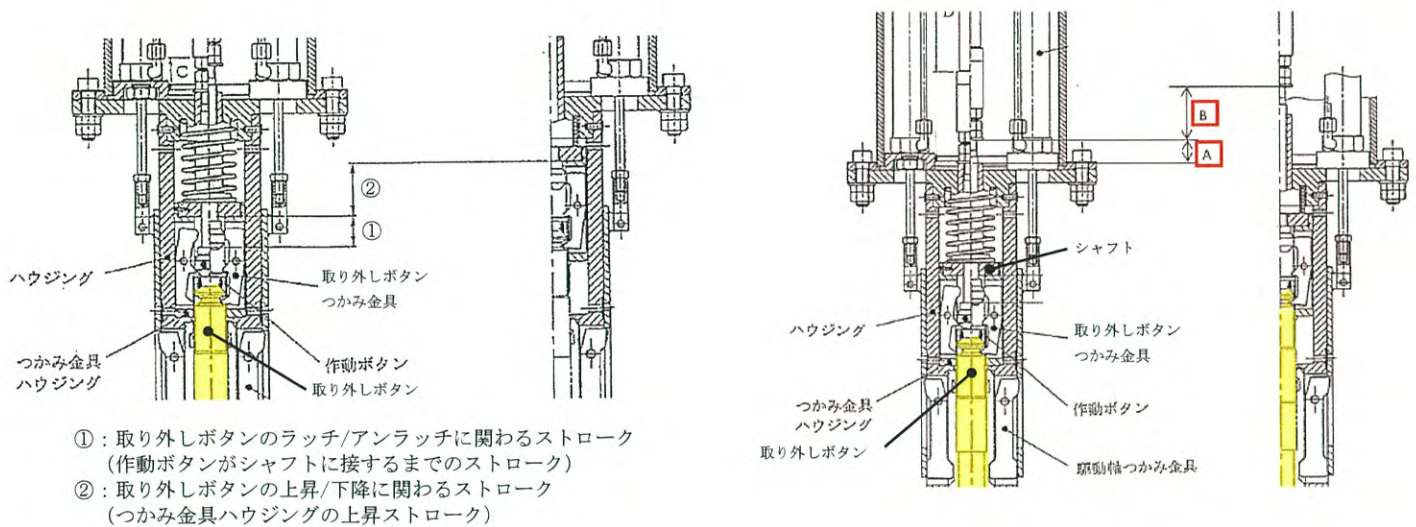 C
②
①
ハウジング
取り外しボタン
つかみ金具
つかみ金具
ハウジング
作動ボタン
取り外しボタン
①：取り外しボタンのラッチ/アンラッチに関わるストローク
(作動ボタンがシャフトに接するまでのストローク)
②：取り外しボタンの上昇/下降に関わるストローク
(つかみ金具ハウジングの上昇ストローク)
B
A
シャフト
ハウジング
取り外しボタン
つかみ金具
つかみ金具
ハウジング
作動ボタン
取り外しボタン
駆動軸つかみ金具